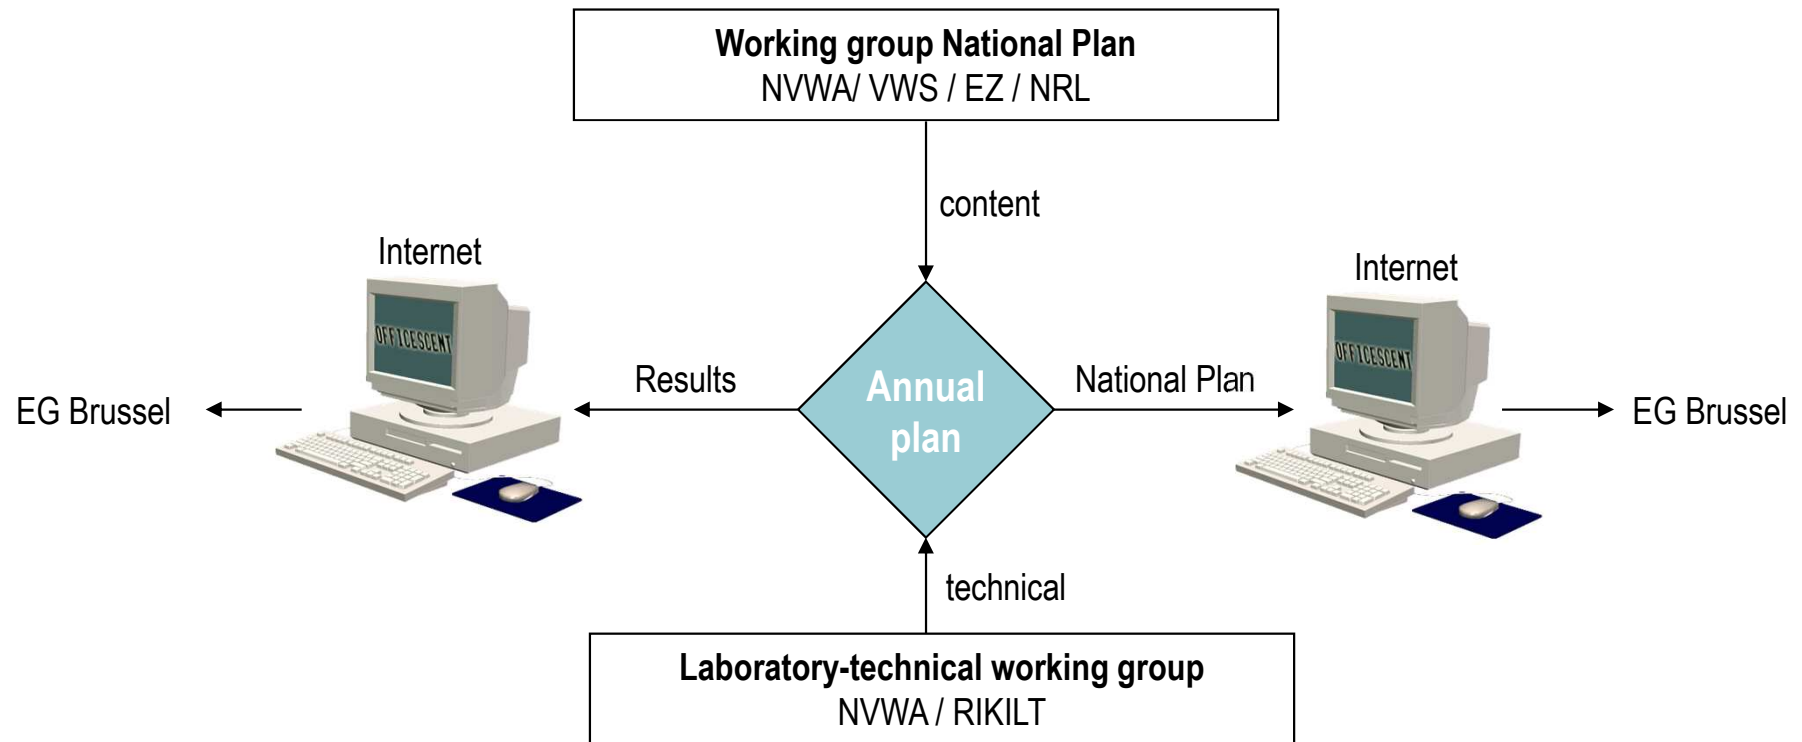 Working group National Plan
NVWA/ VWS / EZ / NRL
content
Internet
Internet
OFFICESCENT
OFFICESCENT
EG Brussel
Results
Annual
plan
National Plan
EG Brussel
technical
Laboratory-technical working group
NVWA / RIKILT